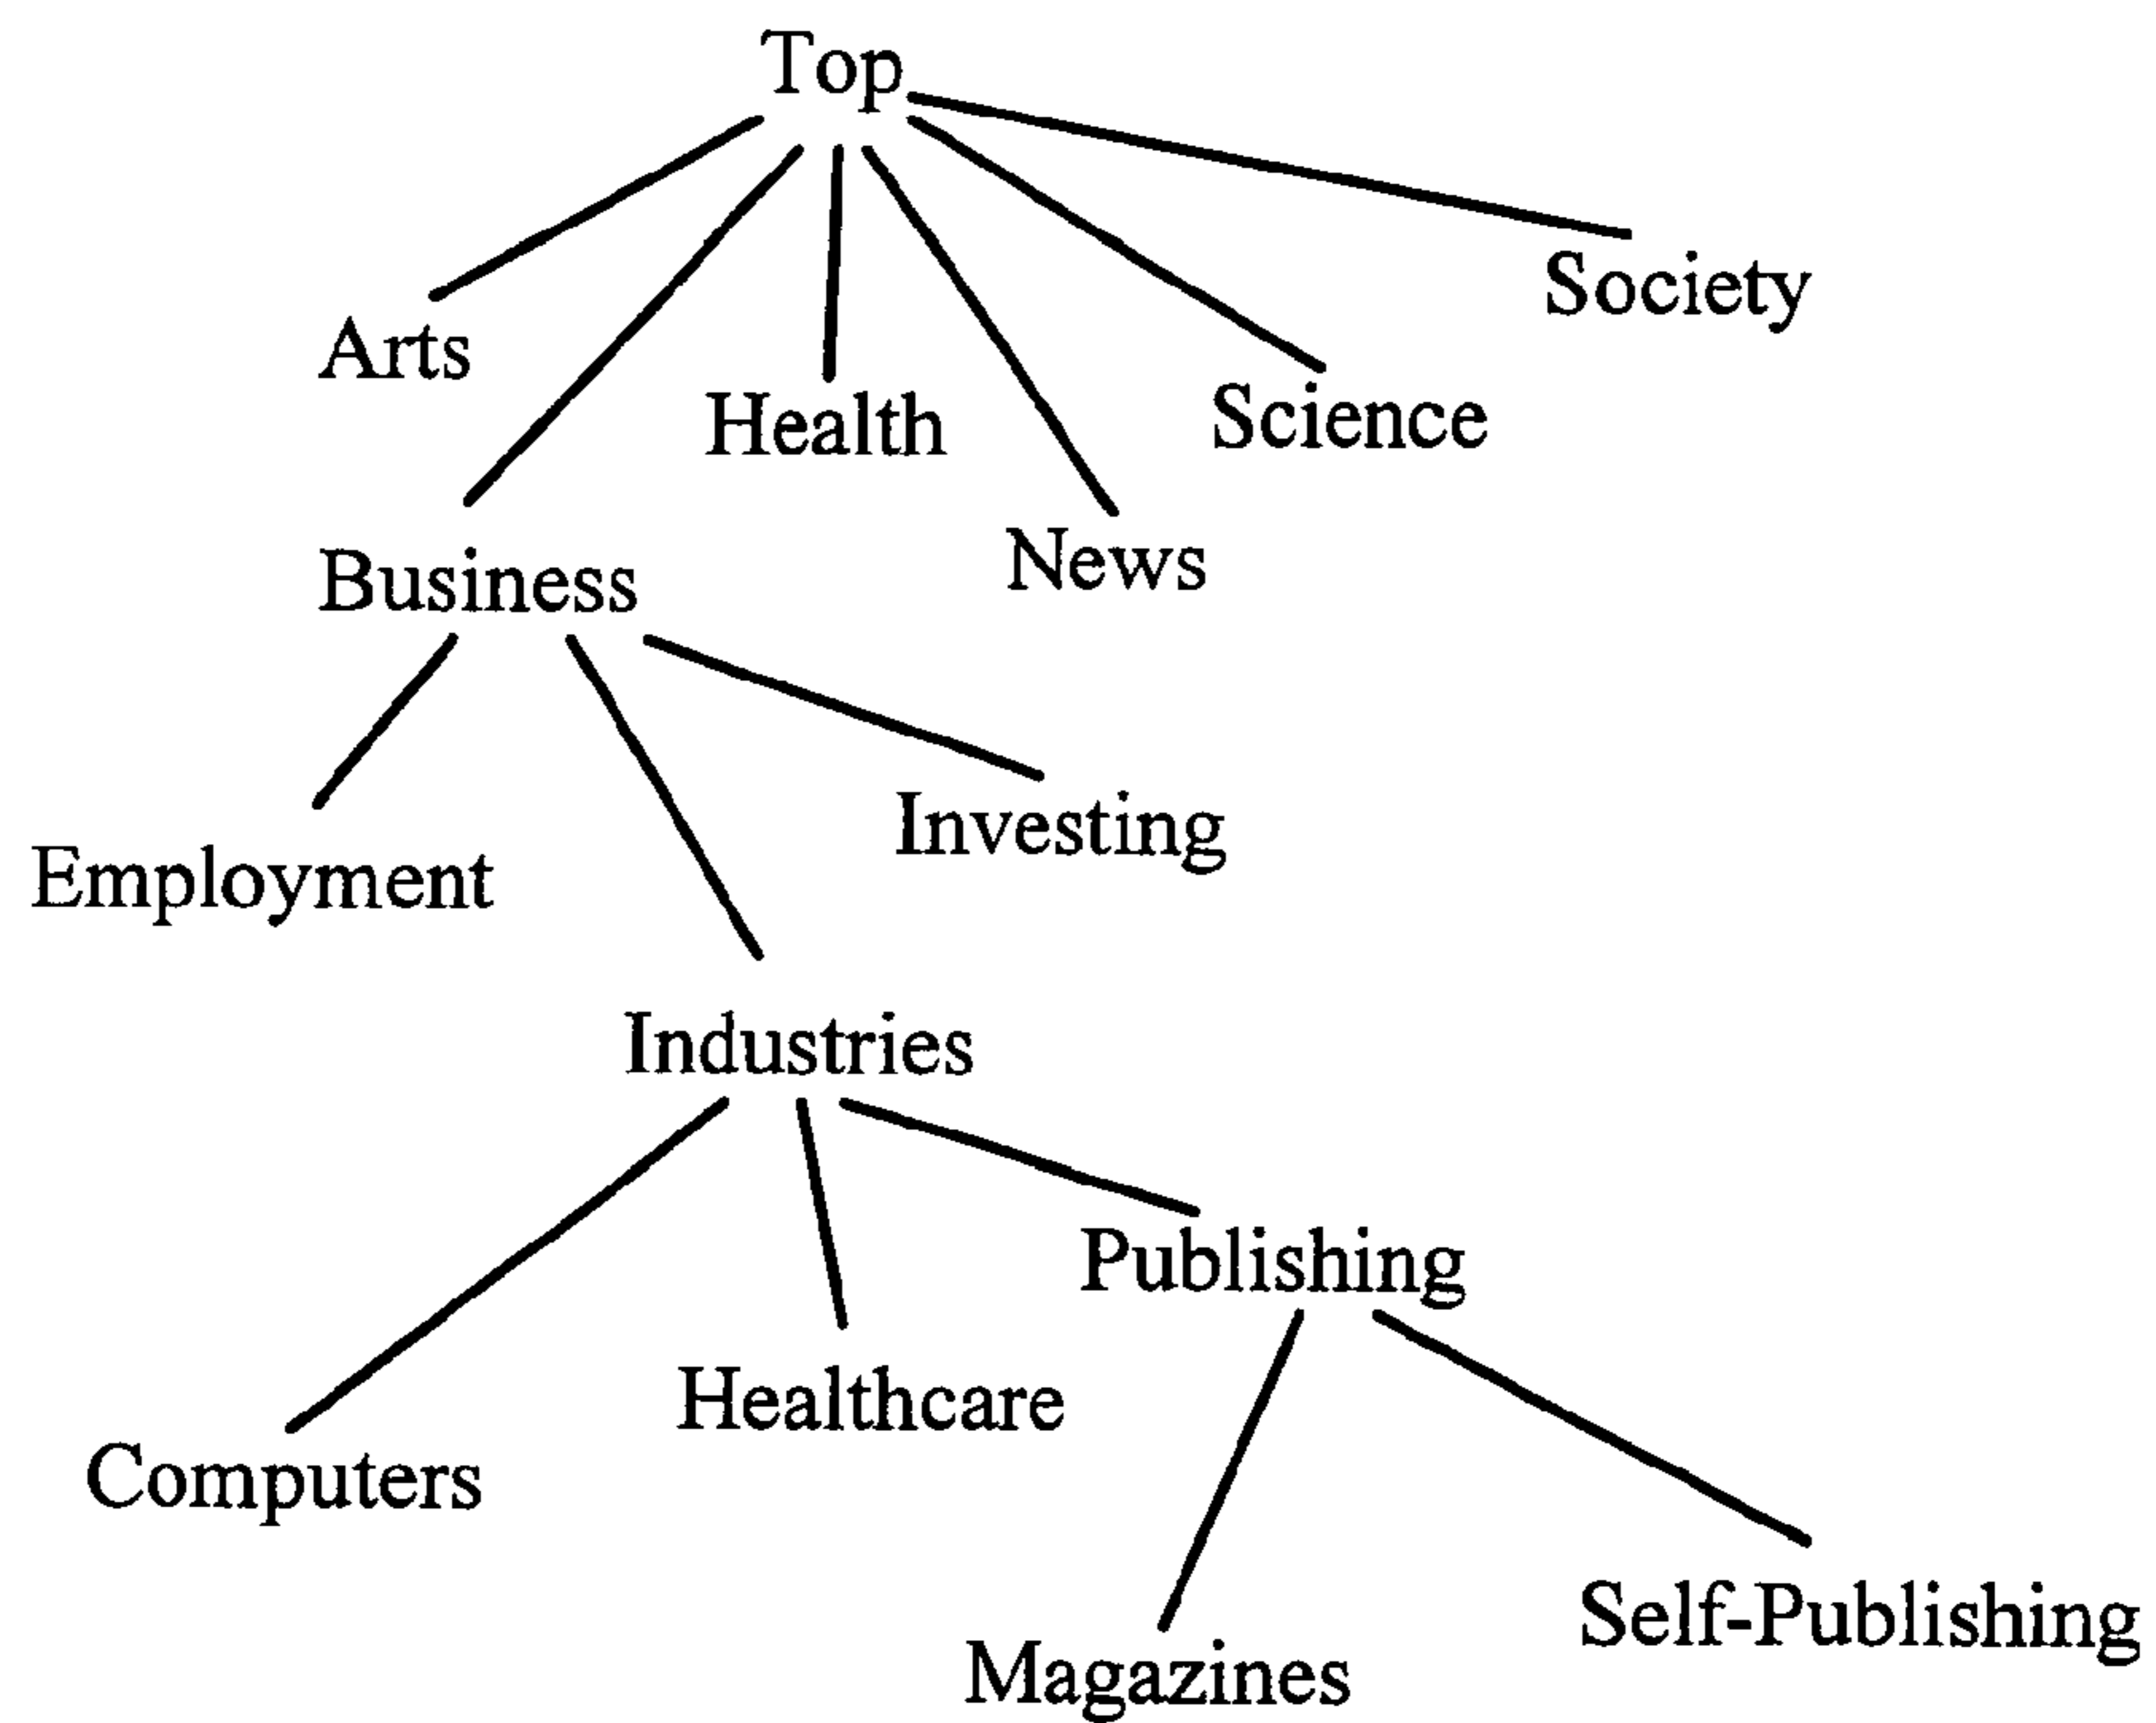 Top
Society
Arts
Health
Science
Business
News
Employment
Investing
Industries
Publishing
Computers
Healthcare
Magazines
Self-Publishing